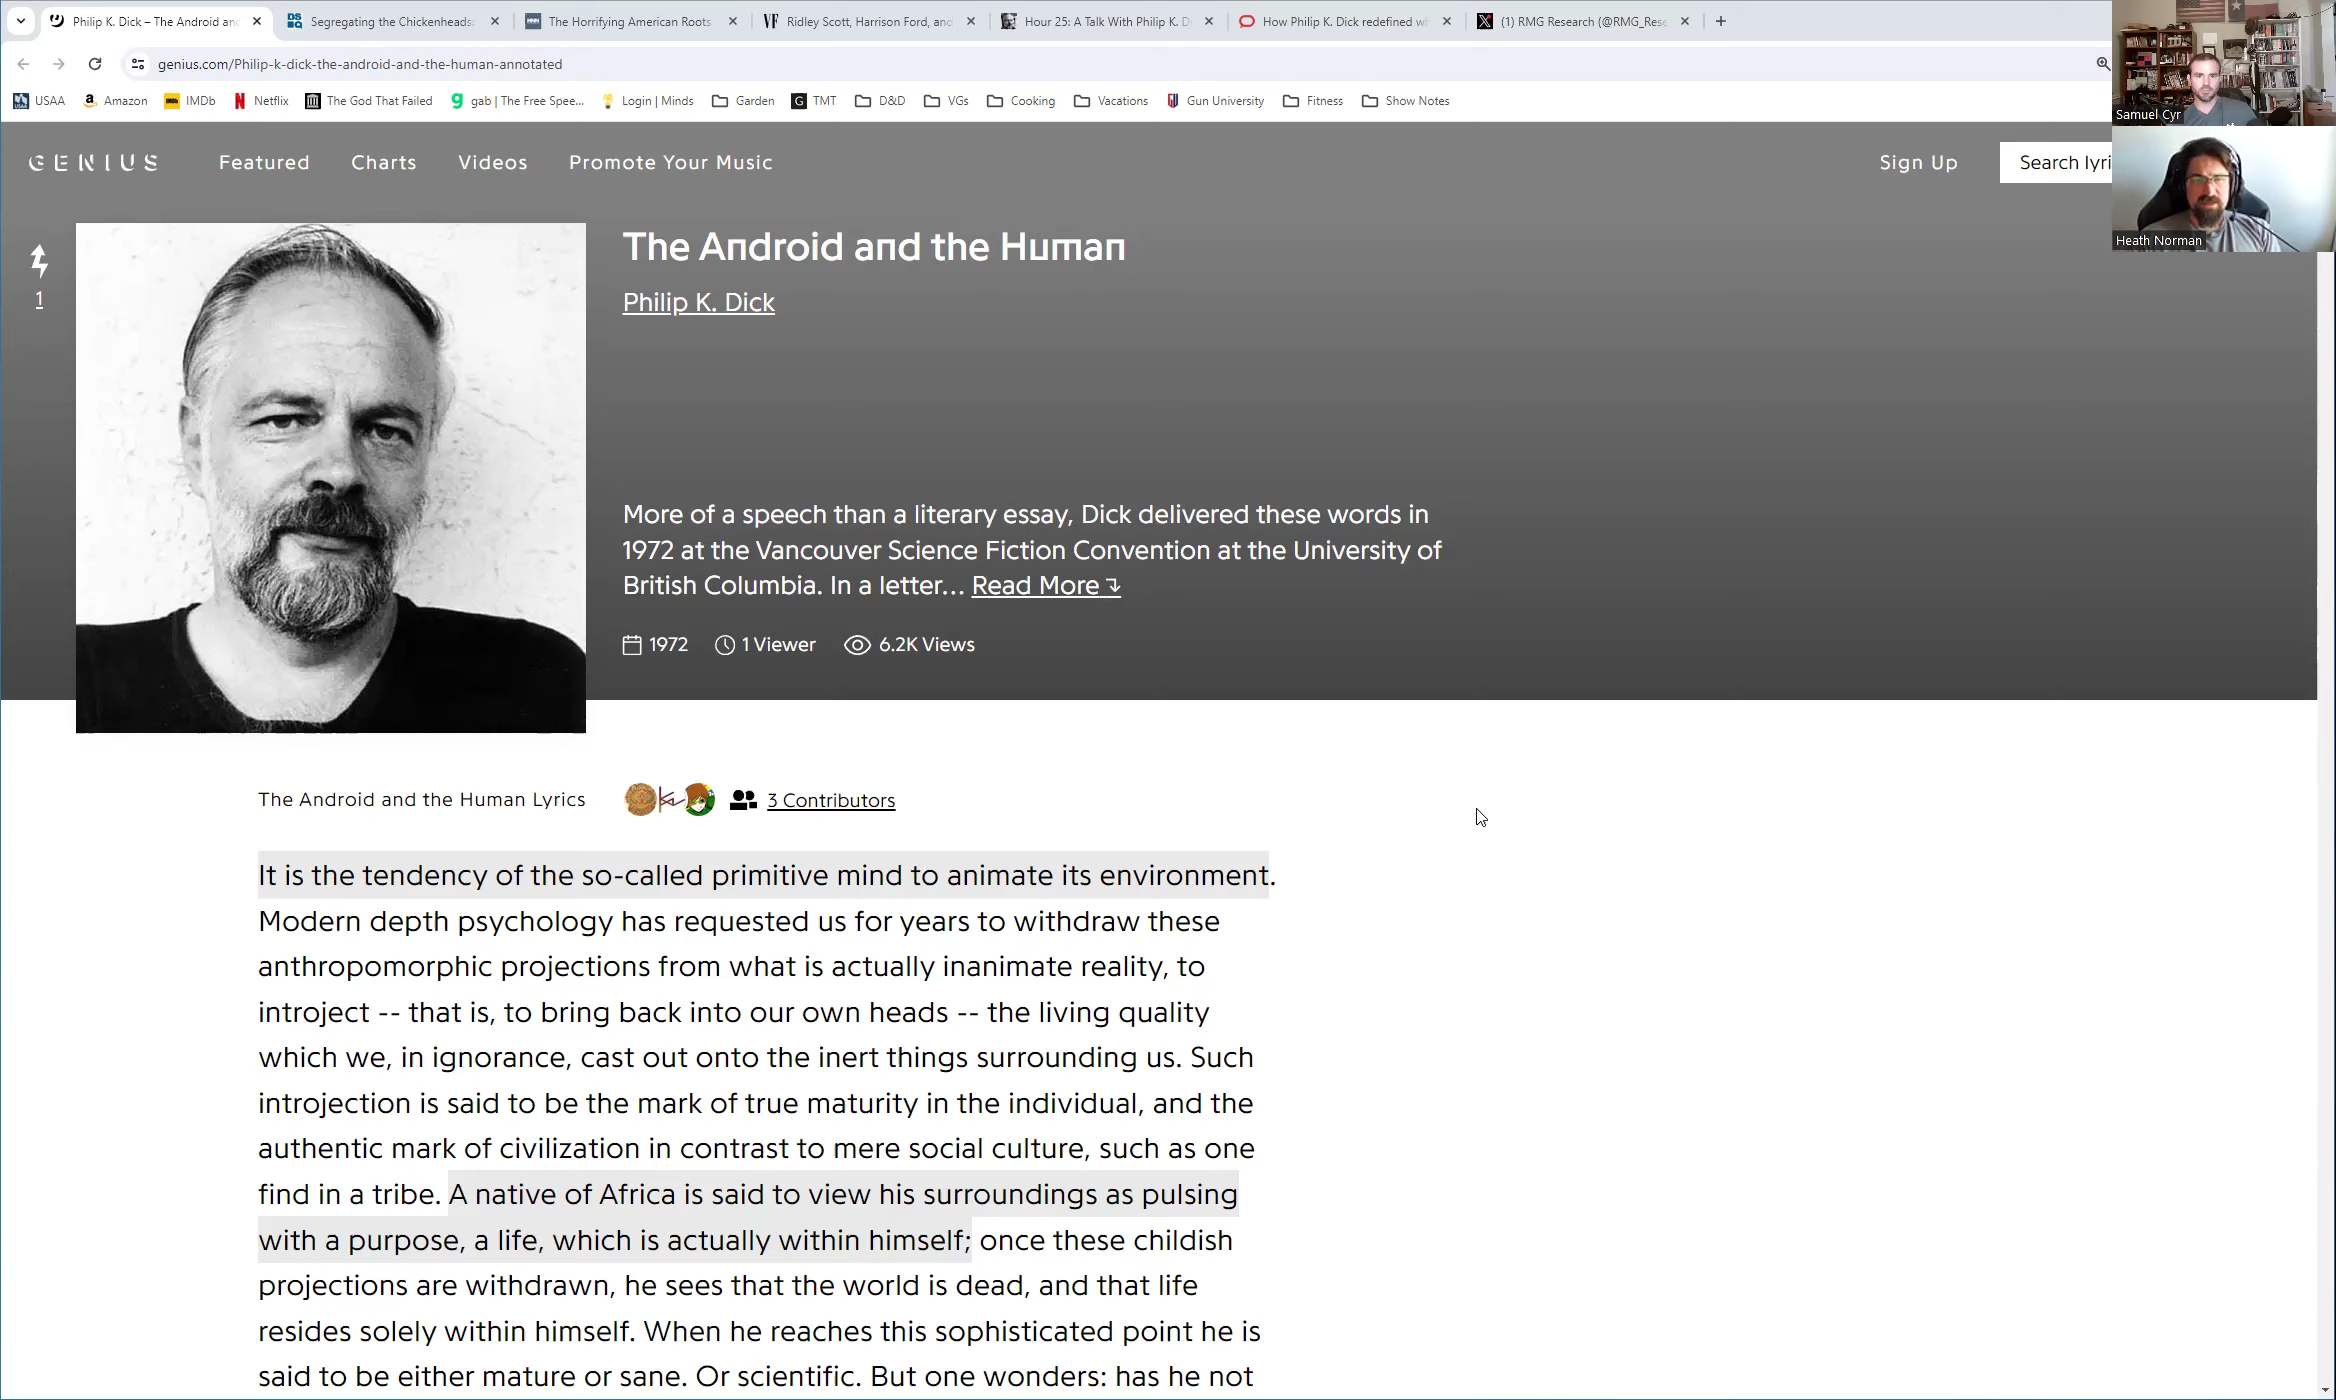 Philip K. Dick – The Android an
Segregating the Chickenheads:
The Horrifying American Roots
Ridley Scott, Harrison Ford, and
Hour 25: A Talk With Philip K. D
How Philip K. Dick redefined wh
(1) RMG Research (@RMG_Rese
genius.com/Philip-k-dick-the-android-and-the-human-annotated
USAA
Amazon
IMDb
Netflix
The God That Failed
gab | The Free Spee...
Login | Minds
Garden
TMT
D&D
VGs
Cooking
Vacations
Gun University
Fitness
Show Notes
Samuel Cyr
Heath Norman
GENIUS
Featured
Charts
Videos
Promote Your Music
Sign Up
Search lyri
1
The Android and the Human
Philip K. Dick
More of a speech than a literary essay, Dick delivered these words in
1972 at the Vancouver Science Fiction Convention at the University of
British Columbia. In a letter… Read More
1972
1 Viewer
6.2K Views
The Android and the Human Lyrics
3 Contributors
It is the tendency of the so-called primitive mind to animate its environment.
Modern depth psychology has requested us for years to withdraw these
anthropomorphic projections from what is actually inanimate reality, to
introject -- that is, to bring back into our own heads -- the living quality
which we, in ignorance, cast out onto the inert things surrounding us. Such
introjection is said to be the mark of true maturity in the individual, and the
authentic mark of civilization in contrast to mere social culture, such as one
find in a tribe. A native of Africa is said to view his surroundings as pulsing
with a purpose, a life, which is actually within himself; once these childish
projections are withdrawn, he sees that the world is dead, and that life
resides solely within himself. When he reaches this sophisticated point he is
said to be either mature or sane. Or scientific. But one wonders: has he not